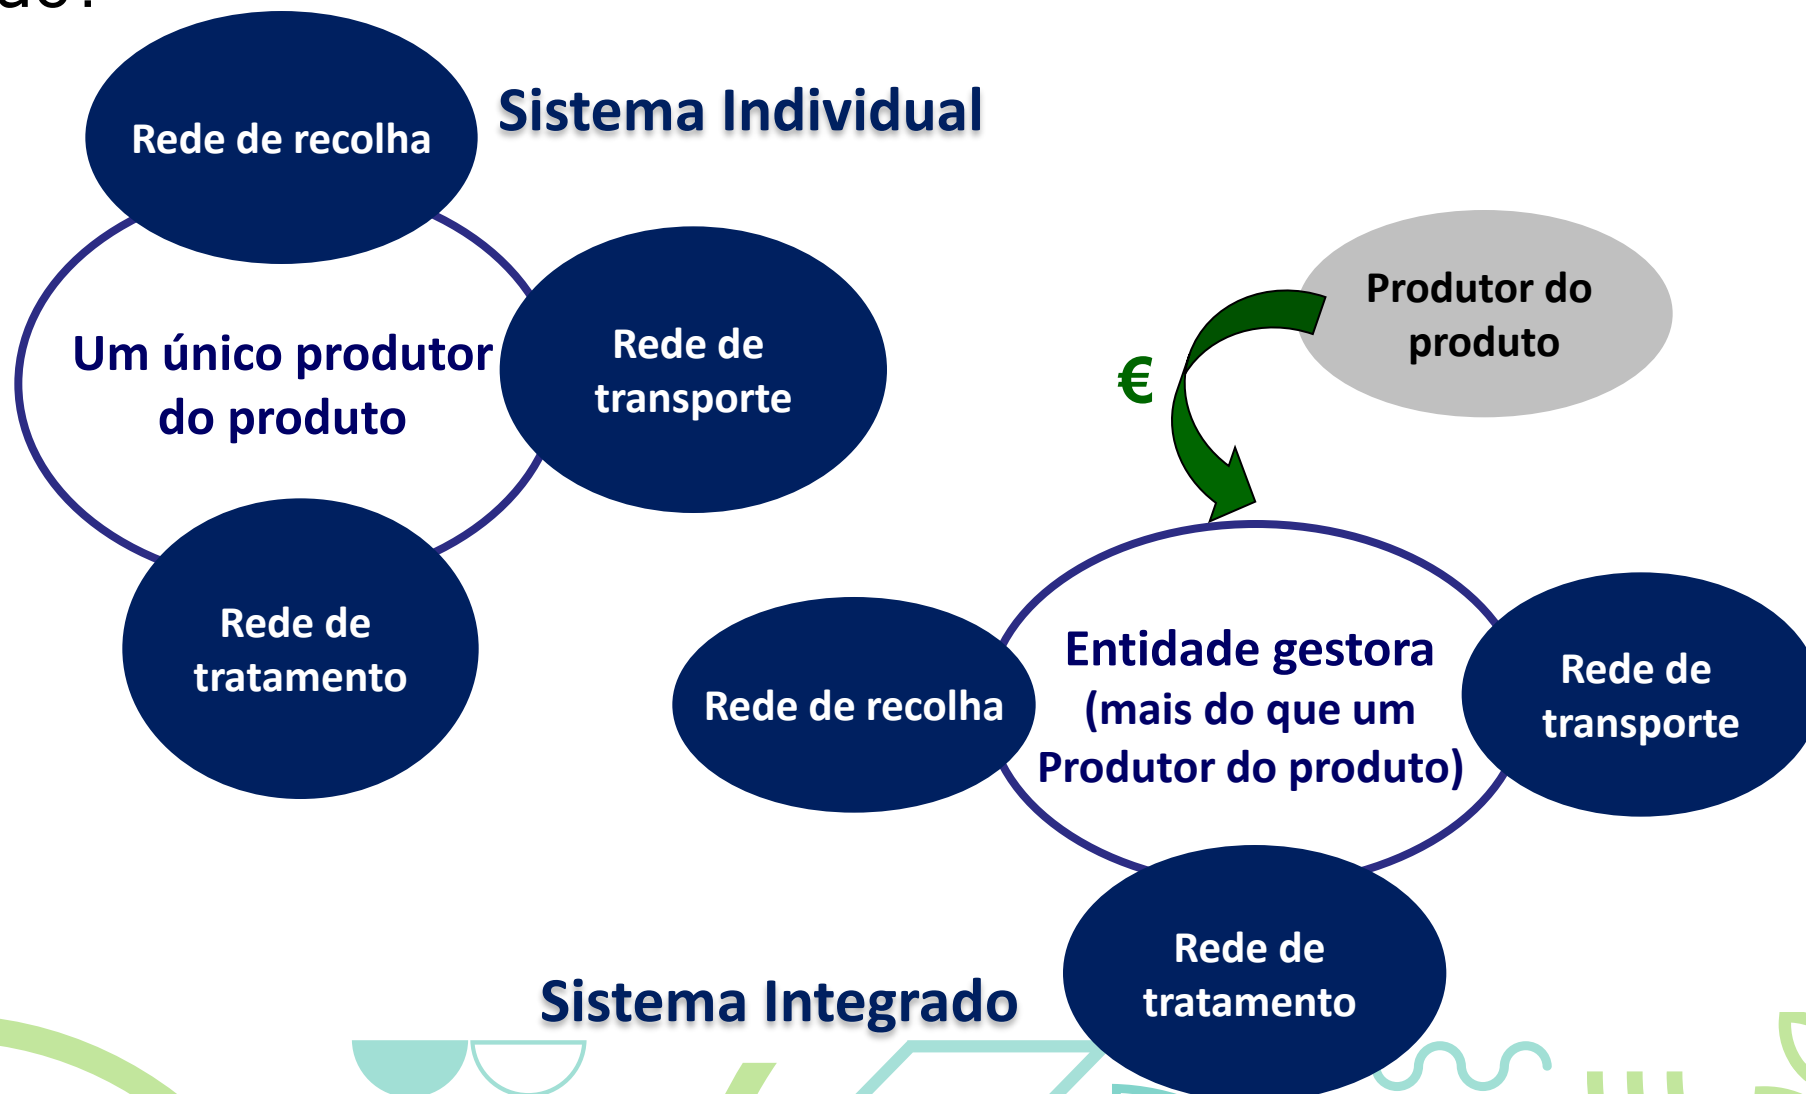 Sistema Individual
Rede de recolha
Um único produtor
do produto
Rede de
transporte
Rede de
tratamento
Produtor do
produto
€
Entidade gestora
(mais do que um
Produtor do produto)
Rede de recolha
Rede de
transporte
Rede de
tratamento
Sistema Integrado